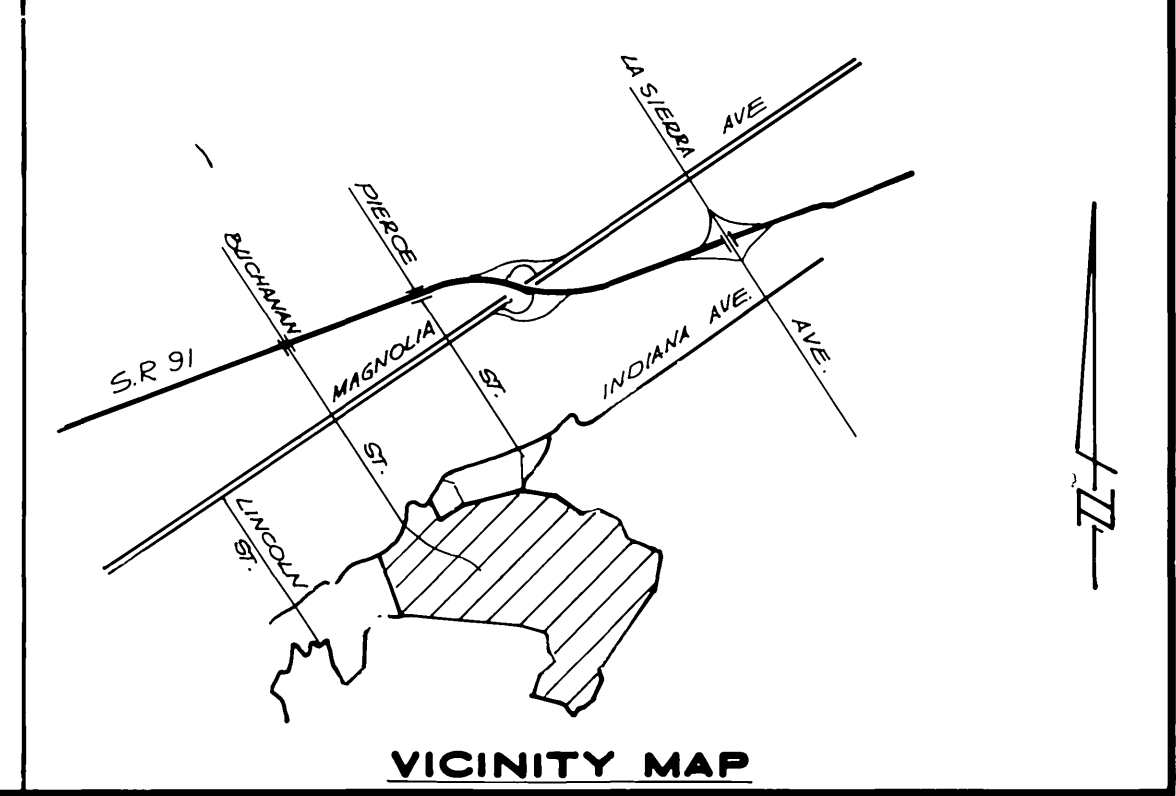 LA SIERRA
AVE
PIERCE
BUCHANAN
S.R 91
MAGNOLIA
INDIANA AVE.
AVE.
ST.
ST.
LINCOLN
ST.
N
VICINITY MAP